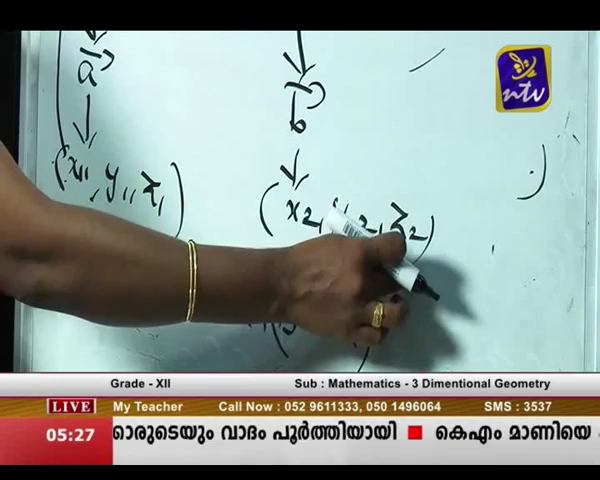 a⃗ b⃗
ntv
(x₁, y₁, z₁) (x₂, y₂, z₂)
Grade - XII Sub : Mathematics - 3 Dimentional Geometry
LIVE My Teacher Call Now : 052 9611333, 050 1496064 SMS : 3537
05:27 ാരുടെയും വാദം പൂർത്തിയായി ■ കെഎം മാണിയെ